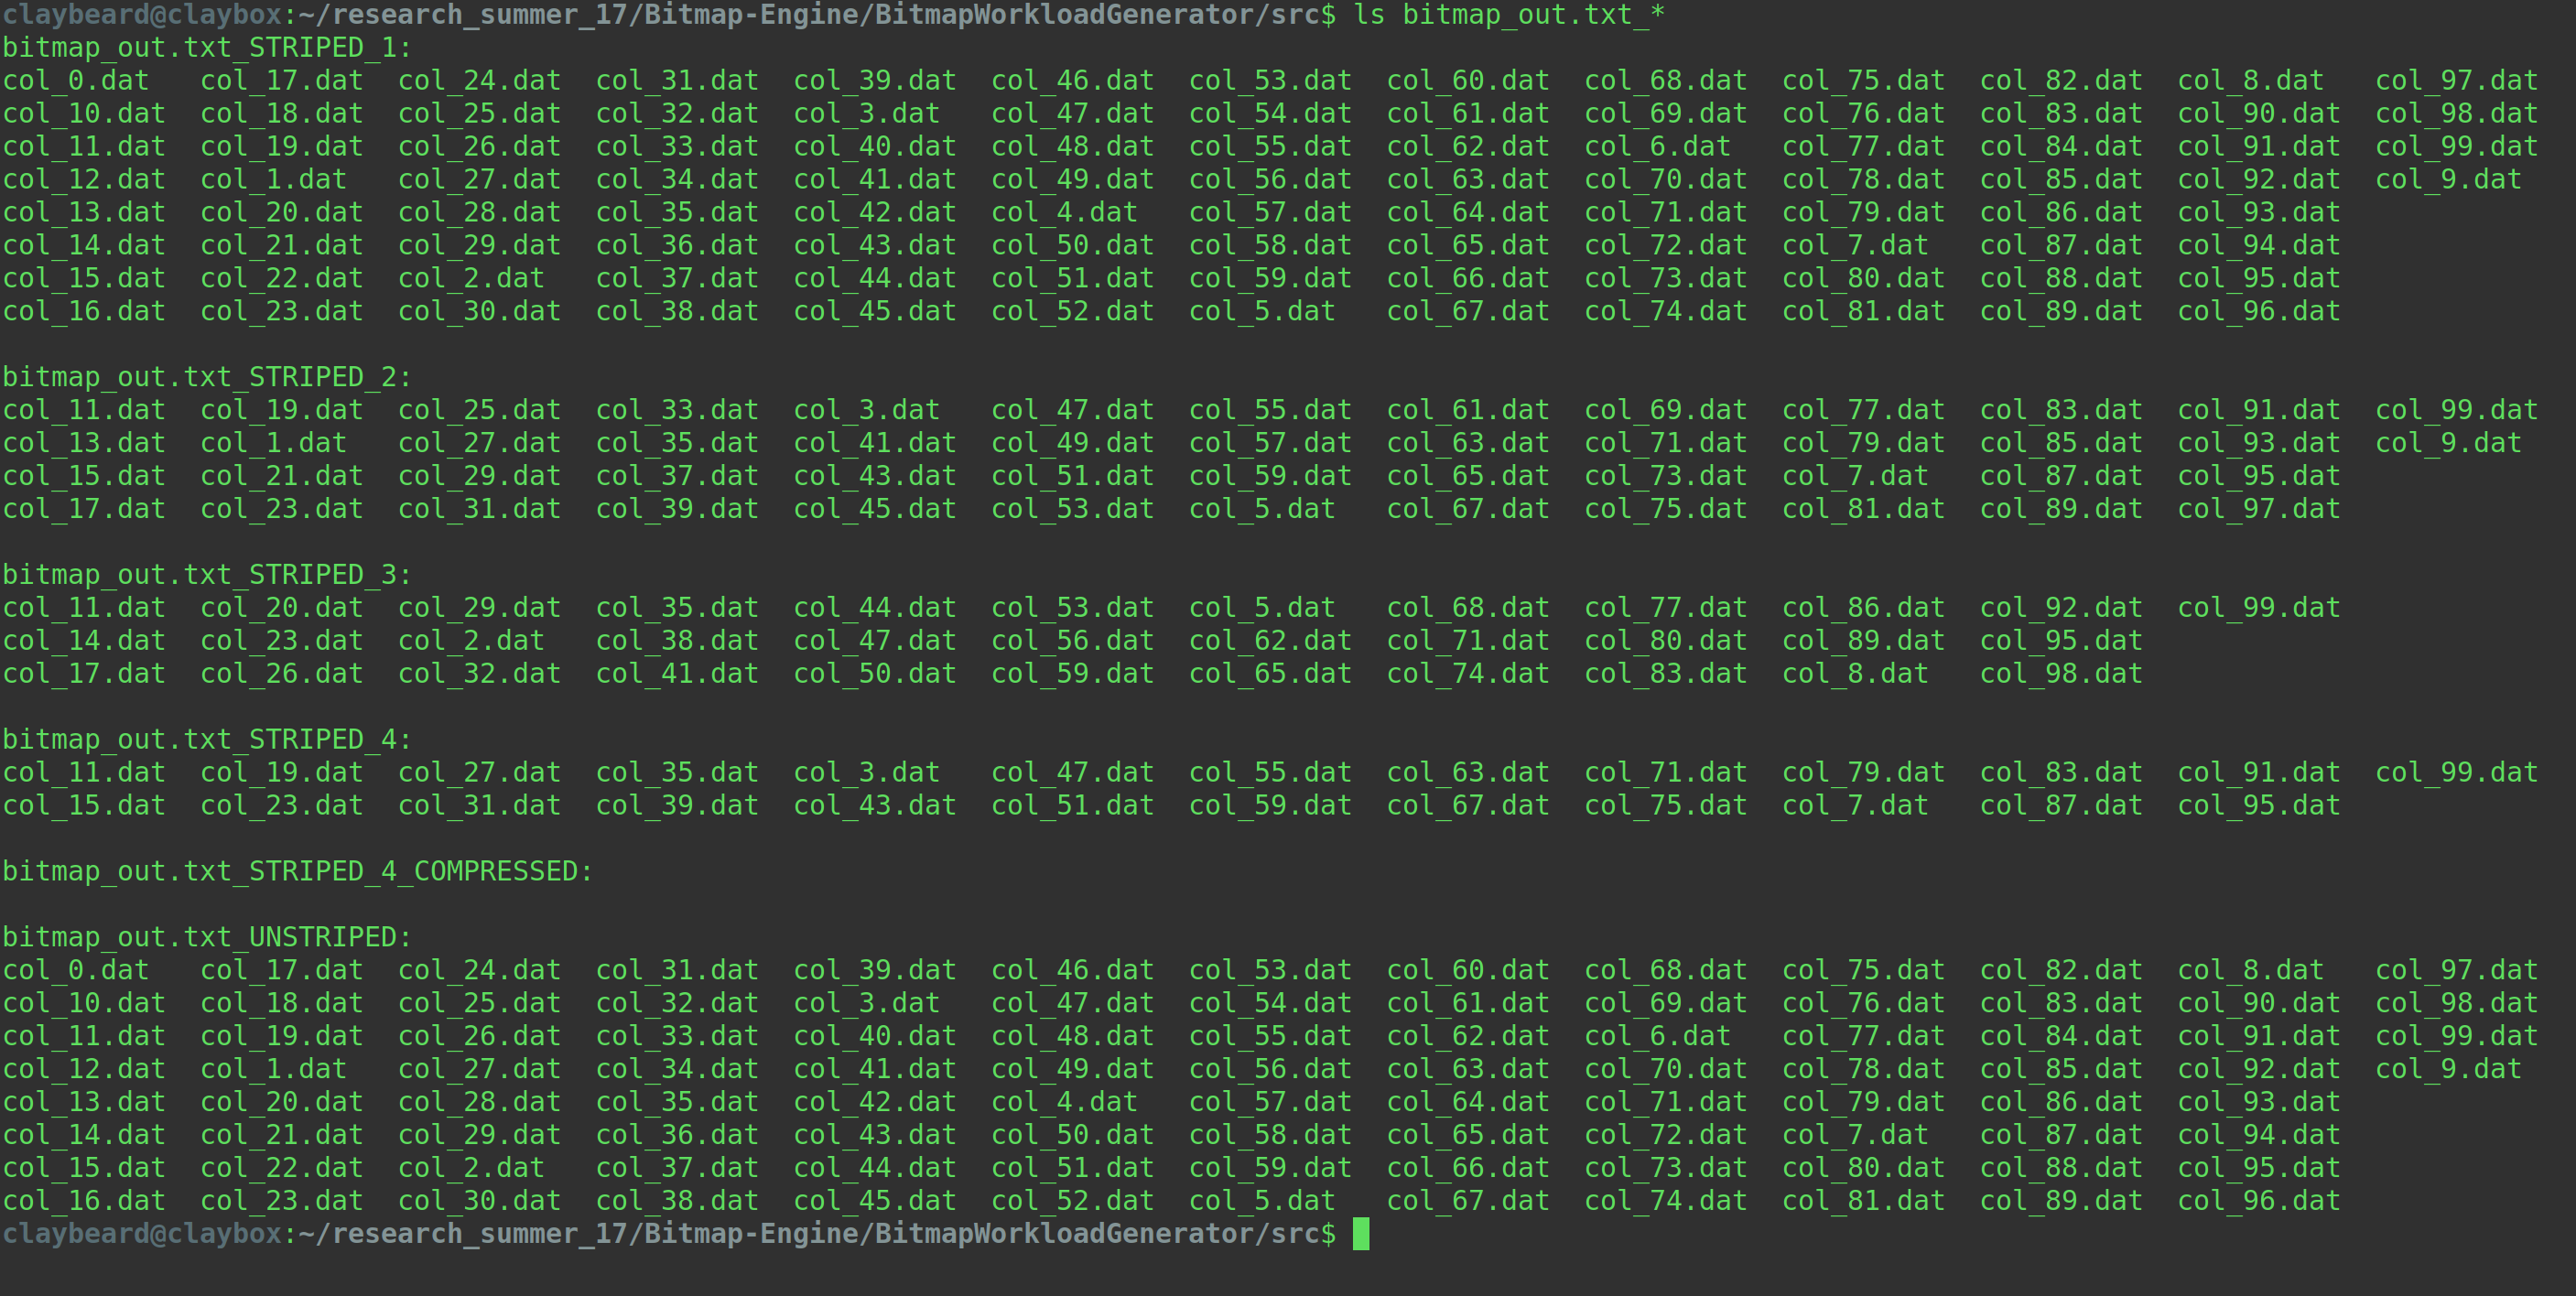 claybeard@claybox:~/research_summer_17/Bitmap-Engine/BitmapWorkloadGenerator/src$ ls bitmap_out.txt_*
bitmap_out.txt_STRIPED_1:
col_0.dat   col_17.dat  col_24.dat  col_31.dat  col_39.dat  col_46.dat  col_53.dat  col_60.dat  col_68.dat  col_75.dat  col_82.dat  col_8.dat   col_97.dat
col_10.dat  col_18.dat  col_25.dat  col_32.dat  col_3.dat   col_47.dat  col_54.dat  col_61.dat  col_69.dat  col_76.dat  col_83.dat  col_90.dat  col_98.dat
col_11.dat  col_19.dat  col_26.dat  col_33.dat  col_40.dat  col_48.dat  col_55.dat  col_62.dat  col_6.dat   col_77.dat  col_84.dat  col_91.dat  col_99.dat
col_12.dat  col_1.dat   col_27.dat  col_34.dat  col_41.dat  col_49.dat  col_56.dat  col_63.dat  col_70.dat  col_78.dat  col_85.dat  col_92.dat  col_9.dat
col_13.dat  col_20.dat  col_28.dat  col_35.dat  col_42.dat  col_4.dat   col_57.dat  col_64.dat  col_71.dat  col_79.dat  col_86.dat  col_93.dat
col_14.dat  col_21.dat  col_29.dat  col_36.dat  col_43.dat  col_50.dat  col_58.dat  col_65.dat  col_72.dat  col_7.dat   col_87.dat  col_94.dat
col_15.dat  col_22.dat  col_2.dat   col_37.dat  col_44.dat  col_51.dat  col_59.dat  col_66.dat  col_73.dat  col_80.dat  col_88.dat  col_95.dat
col_16.dat  col_23.dat  col_30.dat  col_38.dat  col_45.dat  col_52.dat  col_5.dat   col_67.dat  col_74.dat  col_81.dat  col_89.dat  col_96.dat

bitmap_out.txt_STRIPED_2:
col_11.dat  col_19.dat  col_25.dat  col_33.dat  col_3.dat   col_47.dat  col_55.dat  col_61.dat  col_69.dat  col_77.dat  col_83.dat  col_91.dat  col_99.dat
col_13.dat  col_1.dat   col_27.dat  col_35.dat  col_41.dat  col_49.dat  col_57.dat  col_63.dat  col_71.dat  col_79.dat  col_85.dat  col_93.dat  col_9.dat
col_15.dat  col_21.dat  col_29.dat  col_37.dat  col_43.dat  col_51.dat  col_59.dat  col_65.dat  col_73.dat  col_7.dat   col_87.dat  col_95.dat
col_17.dat  col_23.dat  col_31.dat  col_39.dat  col_45.dat  col_53.dat  col_5.dat   col_67.dat  col_75.dat  col_81.dat  col_89.dat  col_97.dat

bitmap_out.txt_STRIPED_3:
col_11.dat  col_20.dat  col_29.dat  col_35.dat  col_44.dat  col_53.dat  col_5.dat   col_68.dat  col_77.dat  col_86.dat  col_92.dat  col_99.dat
col_14.dat  col_23.dat  col_2.dat   col_38.dat  col_47.dat  col_56.dat  col_62.dat  col_71.dat  col_80.dat  col_89.dat  col_95.dat
col_17.dat  col_26.dat  col_32.dat  col_41.dat  col_50.dat  col_59.dat  col_65.dat  col_74.dat  col_83.dat  col_8.dat   col_98.dat

bitmap_out.txt_STRIPED_4:
col_11.dat  col_19.dat  col_27.dat  col_35.dat  col_3.dat   col_47.dat  col_55.dat  col_63.dat  col_71.dat  col_79.dat  col_83.dat  col_91.dat  col_99.dat
col_15.dat  col_23.dat  col_31.dat  col_39.dat  col_43.dat  col_51.dat  col_59.dat  col_67.dat  col_75.dat  col_7.dat   col_87.dat  col_95.dat

bitmap_out.txt_STRIPED_4_COMPRESSED:

bitmap_out.txt_UNSTRIPED:
col_0.dat   col_17.dat  col_24.dat  col_31.dat  col_39.dat  col_46.dat  col_53.dat  col_60.dat  col_68.dat  col_75.dat  col_82.dat  col_8.dat   col_97.dat
col_10.dat  col_18.dat  col_25.dat  col_32.dat  col_3.dat   col_47.dat  col_54.dat  col_61.dat  col_69.dat  col_76.dat  col_83.dat  col_90.dat  col_98.dat
col_11.dat  col_19.dat  col_26.dat  col_33.dat  col_40.dat  col_48.dat  col_55.dat  col_62.dat  col_6.dat   col_77.dat  col_84.dat  col_91.dat  col_99.dat
col_12.dat  col_1.dat   col_27.dat  col_34.dat  col_41.dat  col_49.dat  col_56.dat  col_63.dat  col_70.dat  col_78.dat  col_85.dat  col_92.dat  col_9.dat
col_13.dat  col_20.dat  col_28.dat  col_35.dat  col_42.dat  col_4.dat   col_57.dat  col_64.dat  col_71.dat  col_79.dat  col_86.dat  col_93.dat
col_14.dat  col_21.dat  col_29.dat  col_36.dat  col_43.dat  col_50.dat  col_58.dat  col_65.dat  col_72.dat  col_7.dat   col_87.dat  col_94.dat
col_15.dat  col_22.dat  col_2.dat   col_37.dat  col_44.dat  col_51.dat  col_59.dat  col_66.dat  col_73.dat  col_80.dat  col_88.dat  col_95.dat
col_16.dat  col_23.dat  col_30.dat  col_38.dat  col_45.dat  col_52.dat  col_5.dat   col_67.dat  col_74.dat  col_81.dat  col_89.dat  col_96.dat
claybeard@claybox:~/research_summer_17/Bitmap-Engine/BitmapWorkloadGenerator/src$